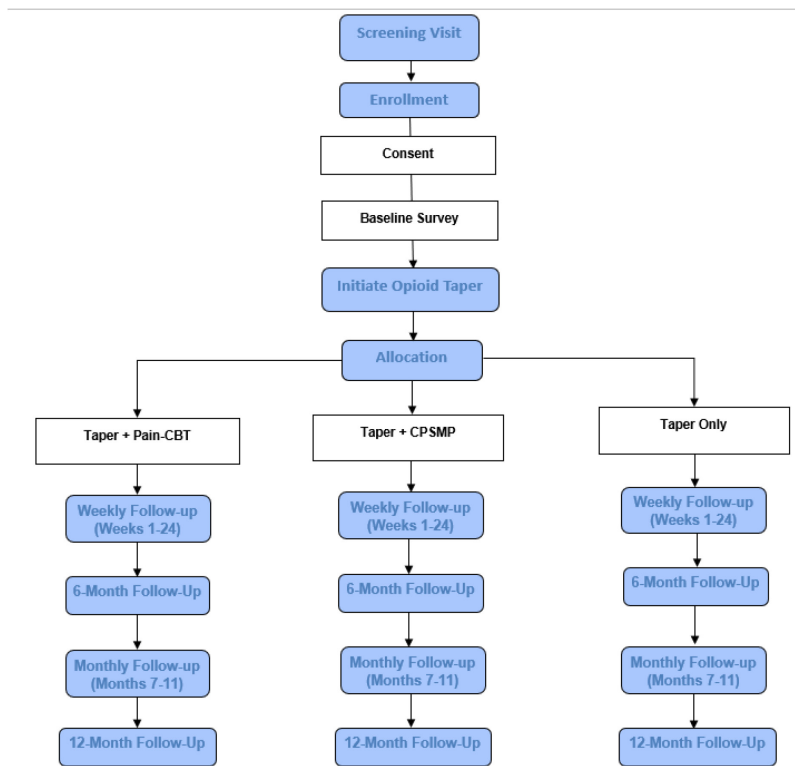 Screening Visit
Enrollment
Consent
Baseline Survey
Initiate Opioid Taper
Allocation
Taper + Pain-CBT
Taper + CPSMP
Taper Only
Weekly Follow-up
(Weeks 1-24)
Weekly Follow-up
(Weeks 1-24)
Weekly Follow-up
(Weeks 1-24)
6-Month Follow-Up
6-Month Follow-Up
6-Month Follow-Up
Monthly Follow-up
(Months 7-11)
Monthly Follow-up
(Months 7-11)
Monthly Follow-up
(Months 7-11)
12-Month Follow-Up
12-Month Follow-Up
12-Month Follow-Up